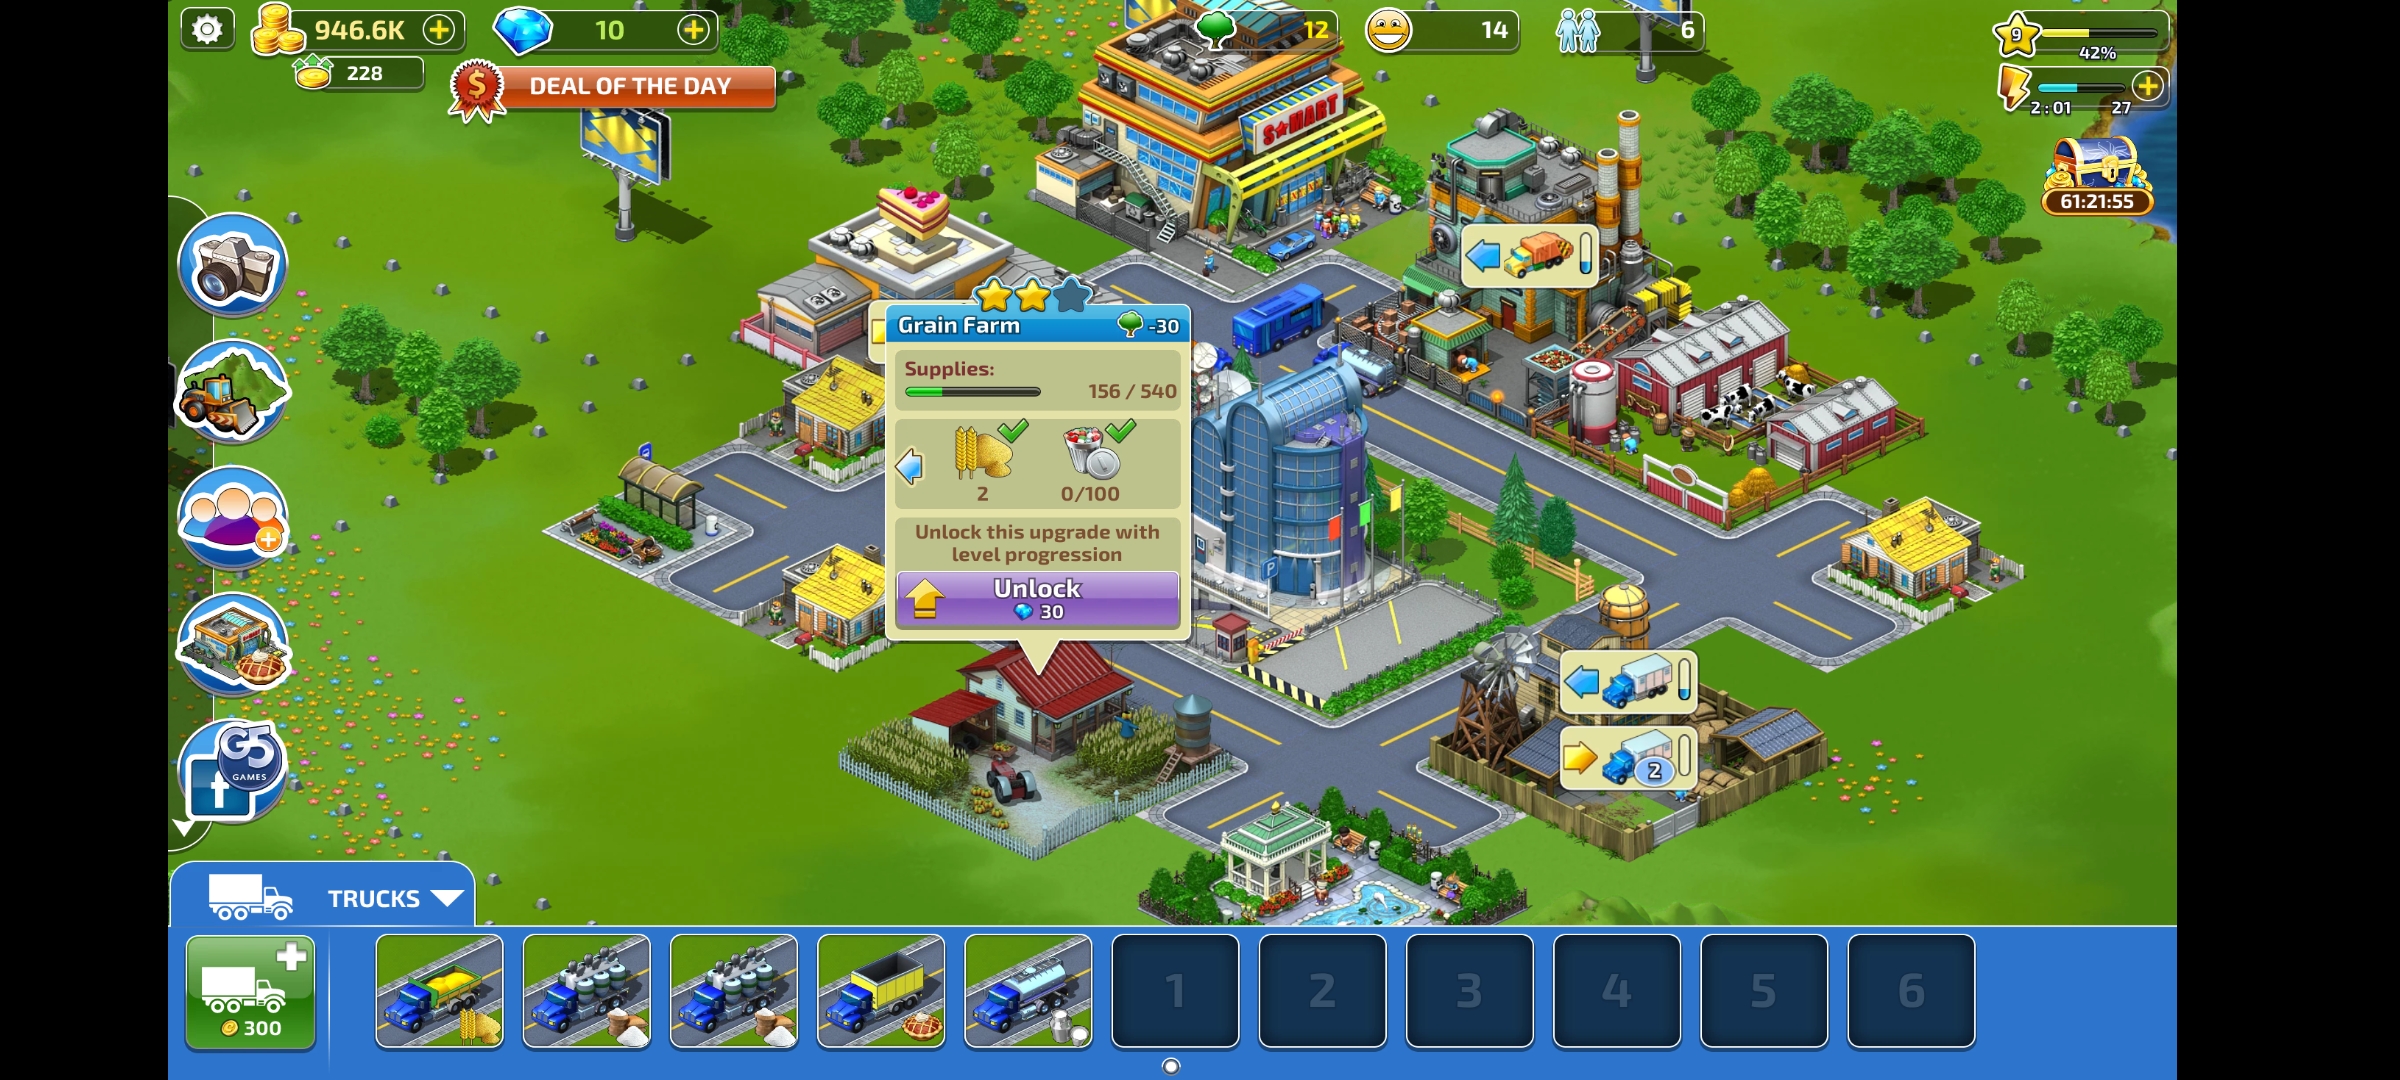 946.6K
10
12
14
6
9
42%
228
DEAL OF THE DAY
2:01
27
S★MART
61:21:55
Grain Farm
-30
Supplies:
156 / 540
2
0/100
Unlock this upgrade with
level progression
Unlock
30
P
2
G5
GAMES
f
TRUCKS
300
1
2
3
4
5
6